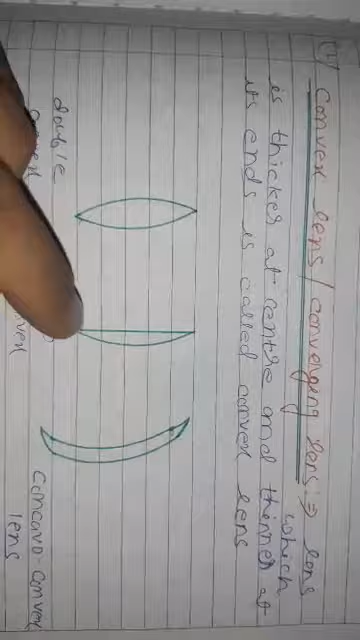 (1) Convex lens / converging lens ⇒ lens which
is thicker at centre and thinner at
its ends is called convex lens
double
concavo-convex
lens